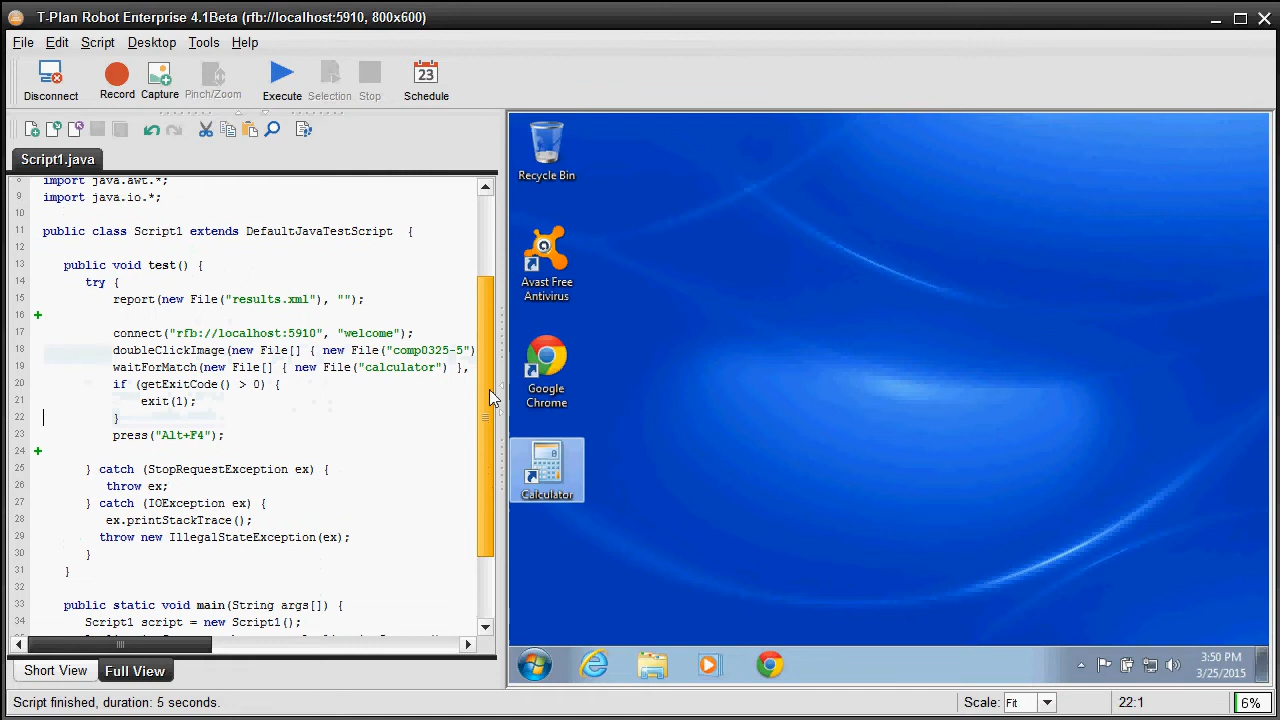 T-Plan Robot Enterprise 4.1Beta (rfb://localhost:5910, 800x600)
File Edit Script Desktop Tools Help
Disconnect Record Capture Pinch/Zoom Execute Selection Stop 23 Schedule
Script1.java
8 import java.awt.*;
9 import java.io.*;
10
11 public class Script1 extends DefaultJavaTestScript {
12
13 public void test() {
14 try {
15 report(new File("results.xml"), "");
16
17 connect("rfb://localhost:5910", "welcome");
18 doubleClickImage(new File[] { new File("comp0325-5")
19 waitForMatch(new File[] { new File("calculator") },
20 if (getExitCode() > 0) {
21 exit(1);
22 }
23 press("Alt+F4");
24
25 } catch (StopRequestException ex) {
26 throw ex;
27 } catch (IOException ex) {
28 ex.printStackTrace();
29 throw new IllegalStateException(ex);
30 }
31 }
32
33 public static void main(String args[]) {
34 Script1 script = new Script1();
Short View Full View
Recycle Bin
Avast Free
Antivirus
Google
Chrome
Calculator
3:50 PM
3/25/2015
Script finished, duration: 5 seconds.
Scale: Fit 22:1 6%